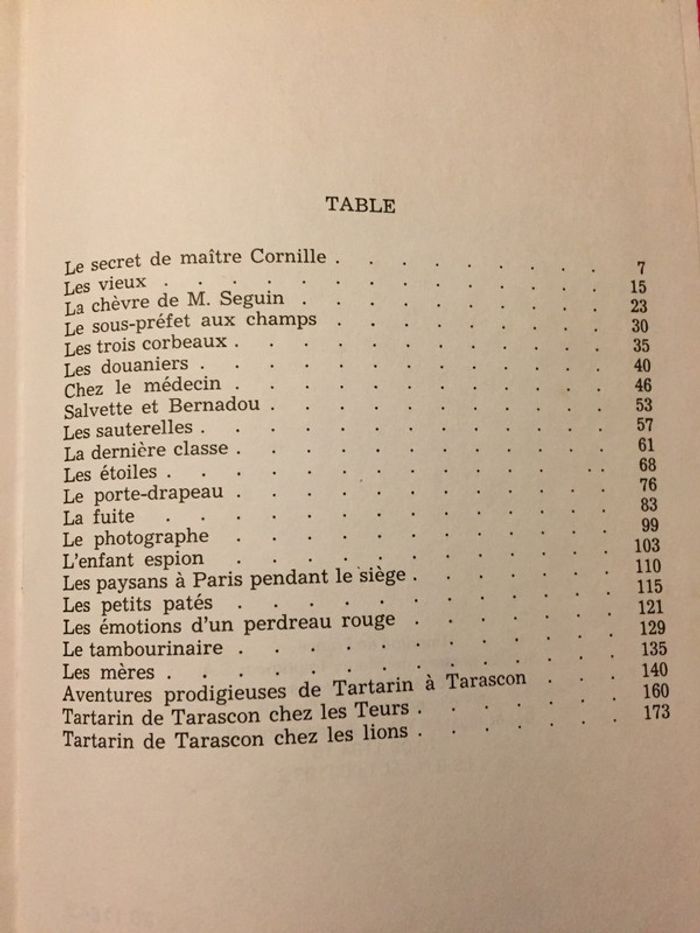 TABLE
Le secret de maître Cornille . . . . . . . . 7
Les vieux . . . . . . . . . . . . 15
La chèvre de M. Seguin . . . . . . . . . 23
Le sous-préfet aux champs . . . . . . . . 30
Les trois corbeaux . . . . . . . . . . . 35
Les douaniers . . . . . . . . . . . . 40
Chez le médecin . . . . . . . . . . . 46
Salvette et Bernadou . . . . . . . . . . 53
Les sauterelles . . . . . . . . . . . . 57
La dernière classe . . . . . . . . . . . 61
Les étoiles . . . . . . . . . . . . . 68
Le porte-drapeau . . . . . . . . . . . 76
La fuite . . . . . . . . . . . . . 83
Le photographe . . . . . . . . . . . 99
L'enfant espion . . . . . . . . . . . 103
Les paysans à Paris pendant le siège . . . . . . 110
Les petits patés . . . . . . . . . . . 115
Les émotions d'un perdreau rouge . . . . . . 121
Le tambourinaire . . . . . . . . . . . 129
Les mères . . . . . . . . . . . . . 135
Aventures prodigieuses de Tartarin à Tarascon . . . 140
Tartarin de Tarascon chez les Teurs . . . . . . 160
Tartarin de Tarascon chez les lions . . . . . . 173